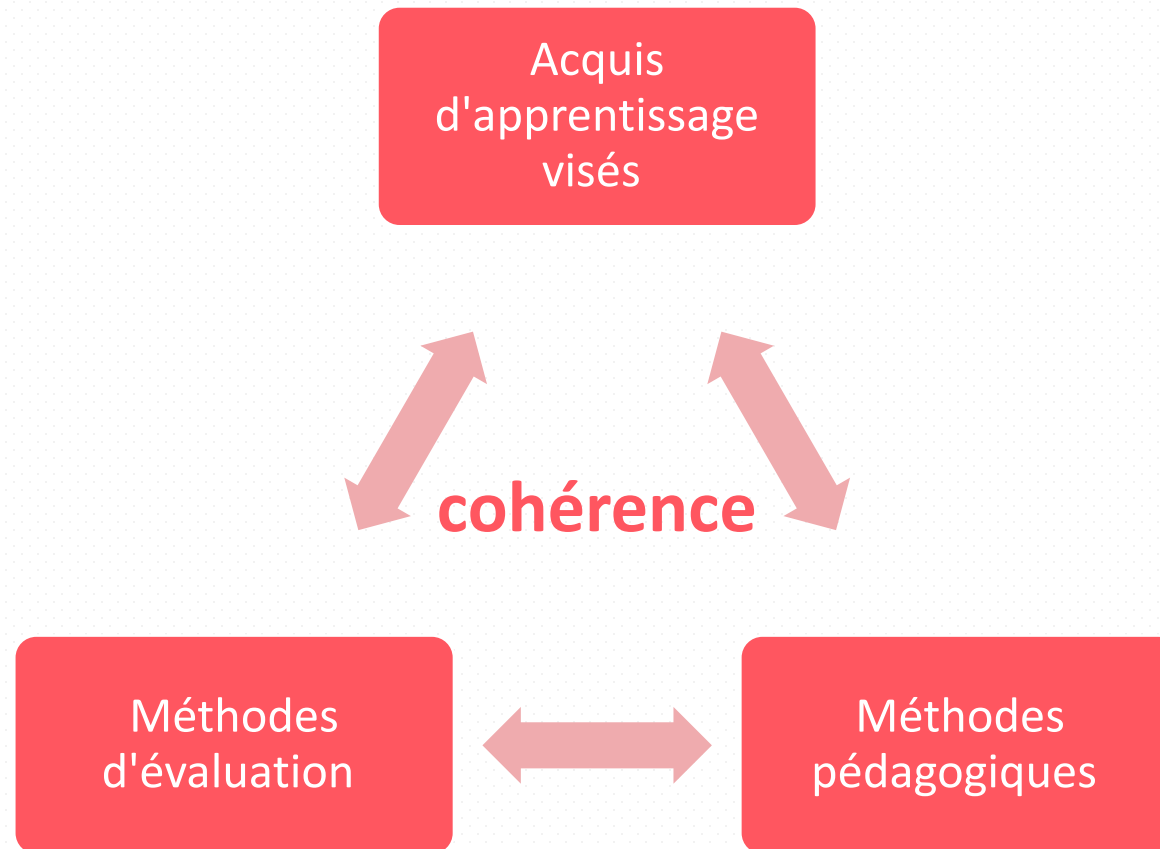 Acquis
d'apprentissage
visés
cohérence
Méthodes
d'évaluation
Méthodes
pédagogiques